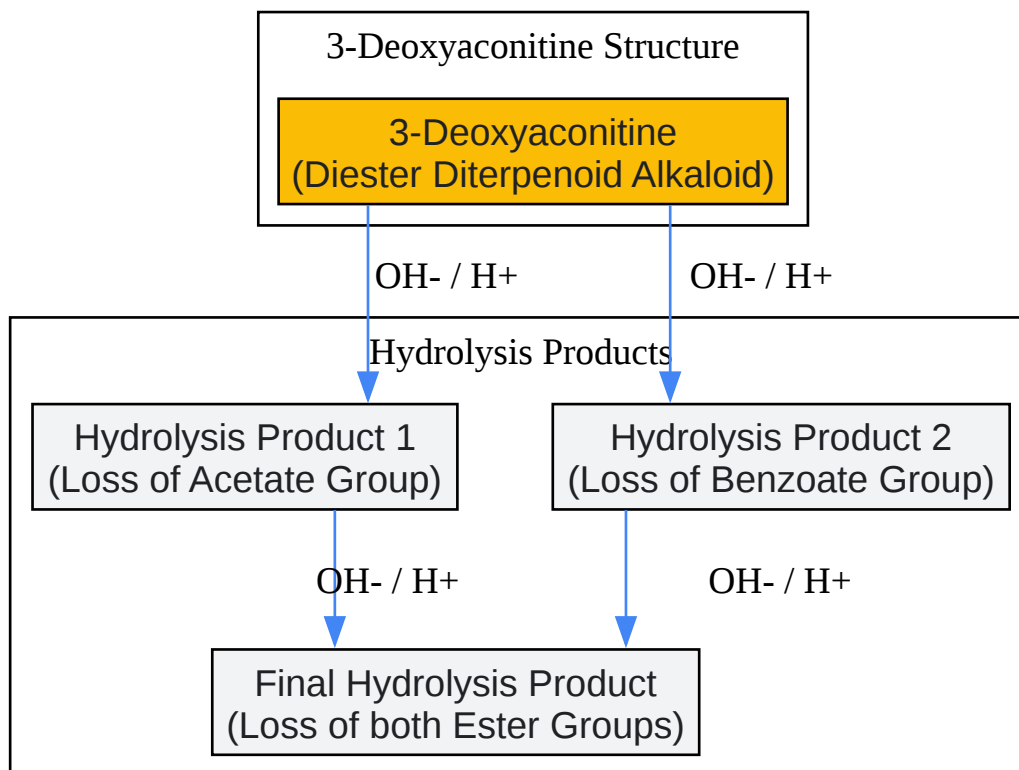 3-Deoxyaconitine Structure
3-Deoxyaconitine
(Diester Diterpenoid Alkaloid)
OH- / H+
OH- / H+
Hydrolysis Products
Hydrolysis Product 1
(Loss of Acetate Group)
Hydrolysis Product 2
(Loss of Benzoate Group)
OH- / H+
OH- / H+
Final Hydrolysis Product
(Loss of both Ester Groups)